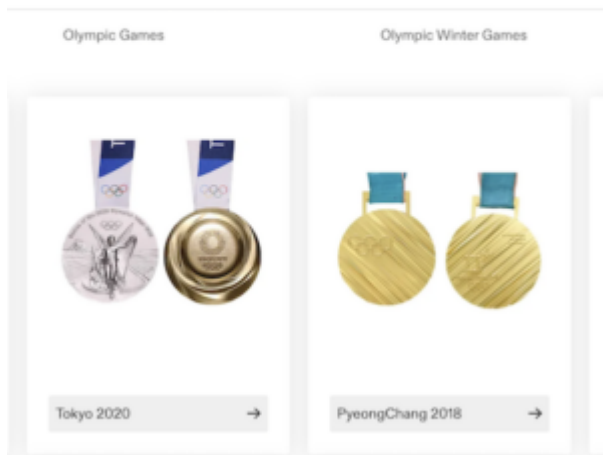 Olympic Games
Olympic Winter Games
Tokyo 2020 →
PyeongChang 2018 →